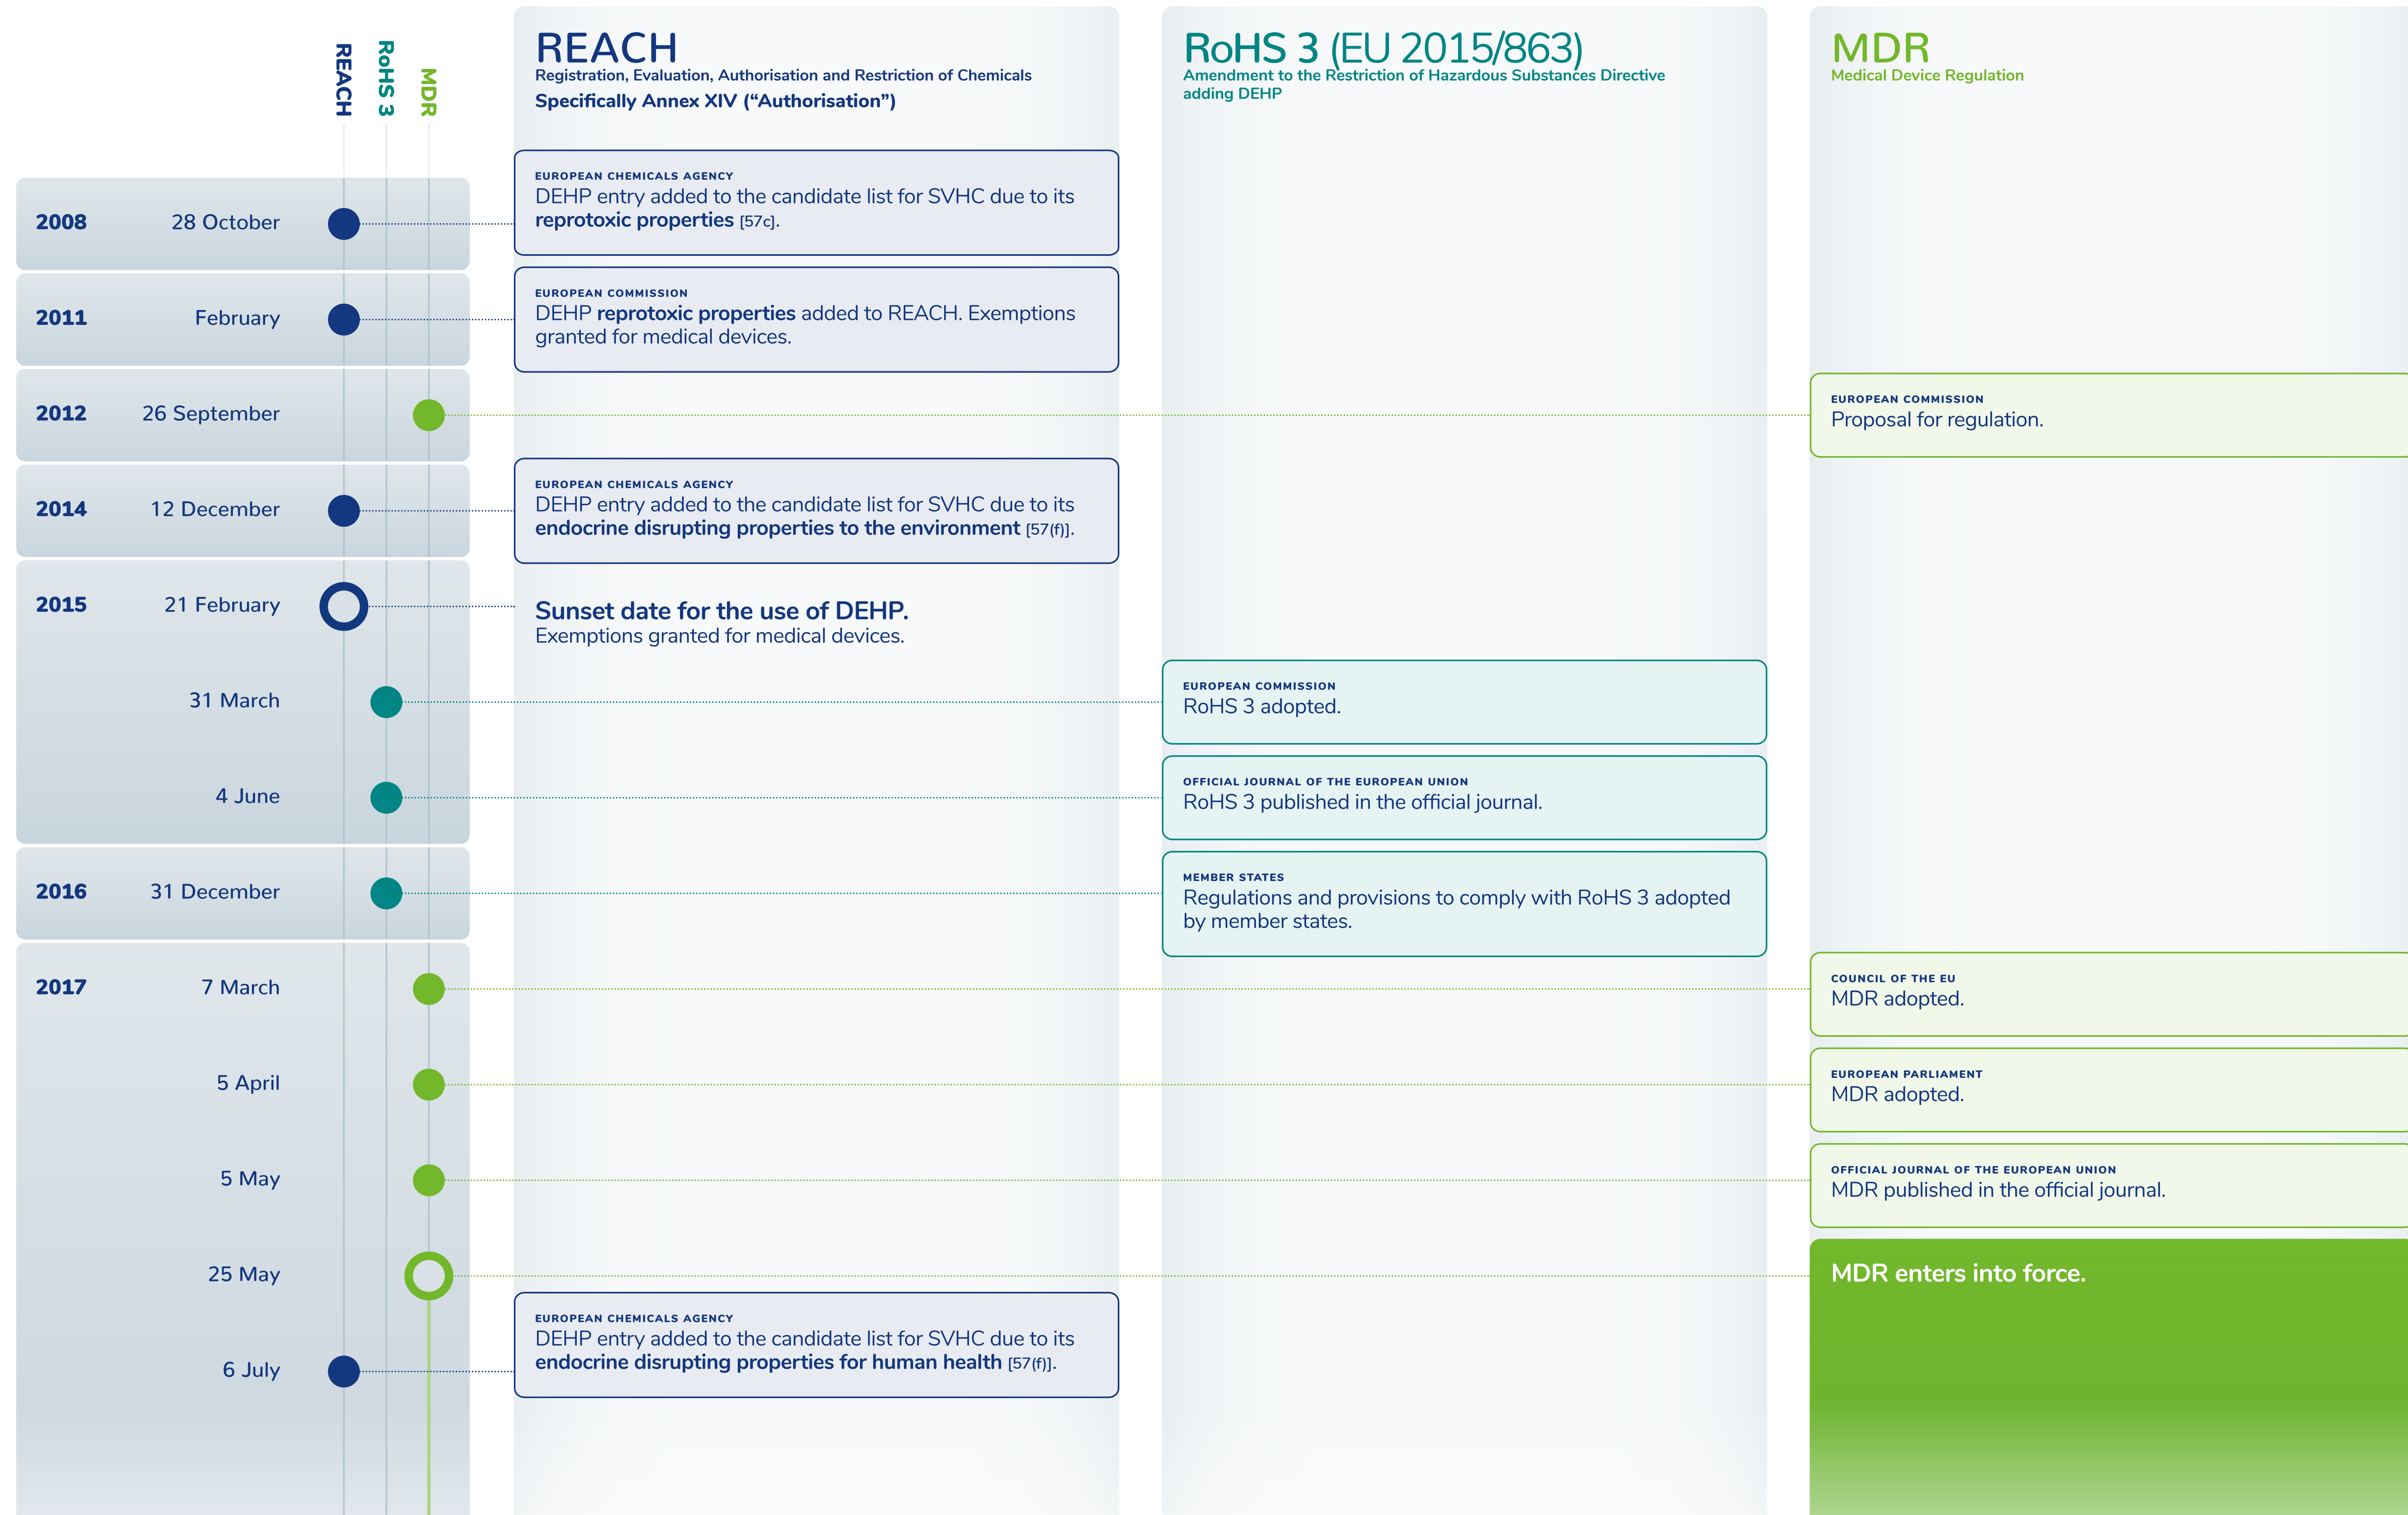 REACH
RoHS 3
MDR
REACH
Registration, Evaluation, Authorisation and Restriction of Chemicals
Specifically Annex XIV (“Authorisation”)
RoHS 3 (EU 2015/863)
Amendment to the Restriction of Hazardous Substances Directive
adding DEHP
MDR
Medical Device Regulation
2008 28 October
EUROPEAN CHEMICALS AGENCY
DEHP entry added to the candidate list for SVHC due to its
reprotoxic properties [57c].
2011 February
EUROPEAN COMMISSION
DEHP reprotoxic properties added to REACH. Exemptions
granted for medical devices.
2012 26 September
EUROPEAN COMMISSION
Proposal for regulation.
2014 12 December
EUROPEAN CHEMICALS AGENCY
DEHP entry added to the candidate list for SVHC due to its
endocrine disrupting properties to the environment [57(f)].
2015 21 February
Sunset date for the use of DEHP.
Exemptions granted for medical devices.
31 March
EUROPEAN COMMISSION
RoHS 3 adopted.
4 June
OFFICIAL JOURNAL OF THE EUROPEAN UNION
RoHS 3 published in the official journal.
2016 31 December
MEMBER STATES
Regulations and provisions to comply with RoHS 3 adopted
by member states.
2017 7 March
COUNCIL OF THE EU
MDR adopted.
5 April
EUROPEAN PARLIAMENT
MDR adopted.
5 May
OFFICIAL JOURNAL OF THE EUROPEAN UNION
MDR published in the official journal.
25 May
MDR enters into force.
6 July
EUROPEAN CHEMICALS AGENCY
DEHP entry added to the candidate list for SVHC due to its
endocrine disrupting properties for human health [57(f)].